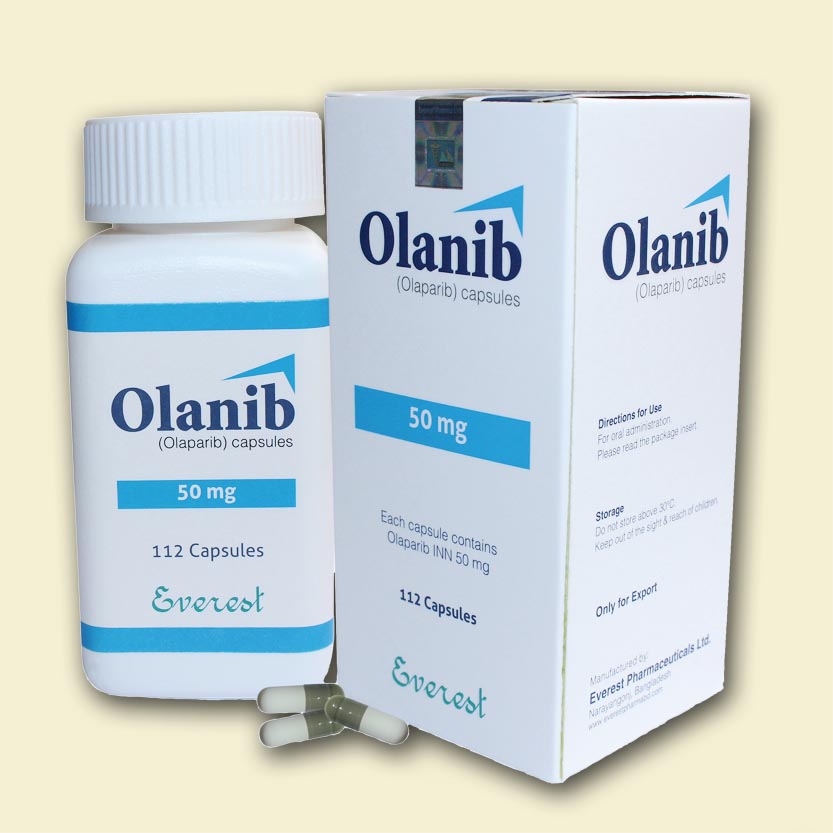 Olanib
(Olaparib) capsules
50 mg
112 Capsules
Everest
Olanib
(Olaparib) capsules
50 mg
Each capsule contains
Olaparib INN 50 mg
112 Capsules
Everest
Olanib
(Olaparib) capsules
Directions for Use
For oral administration.
Please read the package insert.
Storage
Do not store above 30°C.
Keep out of the sight & reach of children.
Only for Export
Manufactured by:
Everest Pharmaceuticals Ltd.
Narayangonj, Bangladesh
www.everestpharmabd.com